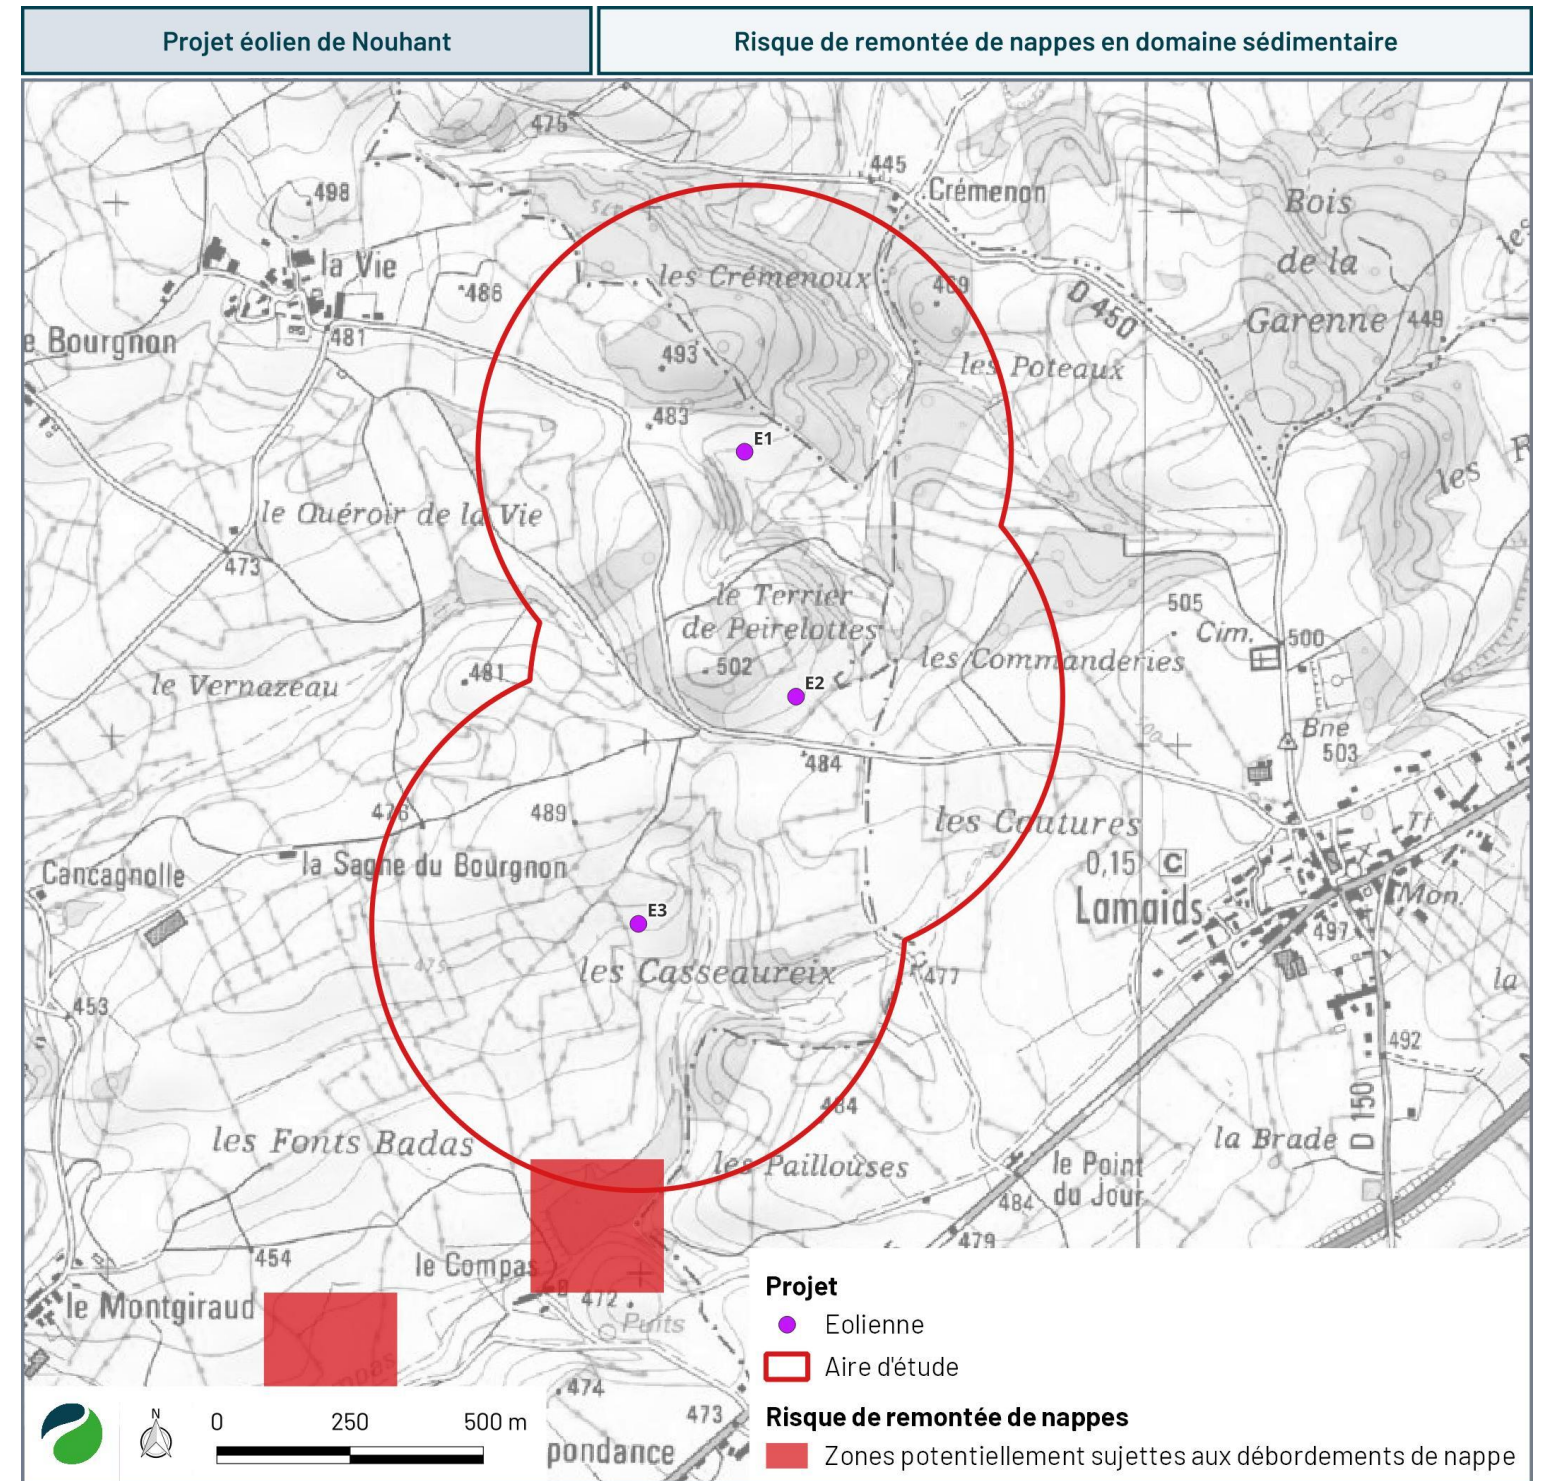 Projet éolien de Nouhant
Risque de remontée de nappes en domaine sédimentaire
475
445
Crémenon
498
475
Bois
de la
Garenne
les
la Vie
486
les Crémenoux
469
D 450
449
e Bourgnon
481
493
les Poteaux
483
E1
les
R
le Quéroir de la Vie
473
le Terrier
de Peirelottes
505
Cim.
500
502
les Commanderies
481
le Vernazeau
E2
500
Bne
503
484
476
489
les Coutures
Tf
la Sagne du Bourgnon
Cancagnolle
0,15
C
Lamaids
Mon.
E3
497
475
les Casseaureix
477
la
453
492
484
D 150
les Fonts Badas
la Brade
les Paillouses
le Point
du Jour
484
479
454
le Compas
le Montgiraud
472
Puits
474
473
pondance
Projet
Eolienne
Aire d'étude
Risque de remontée de nappes
Zones potentiellement sujettes aux débordements de nappe
N
0 250 500 m